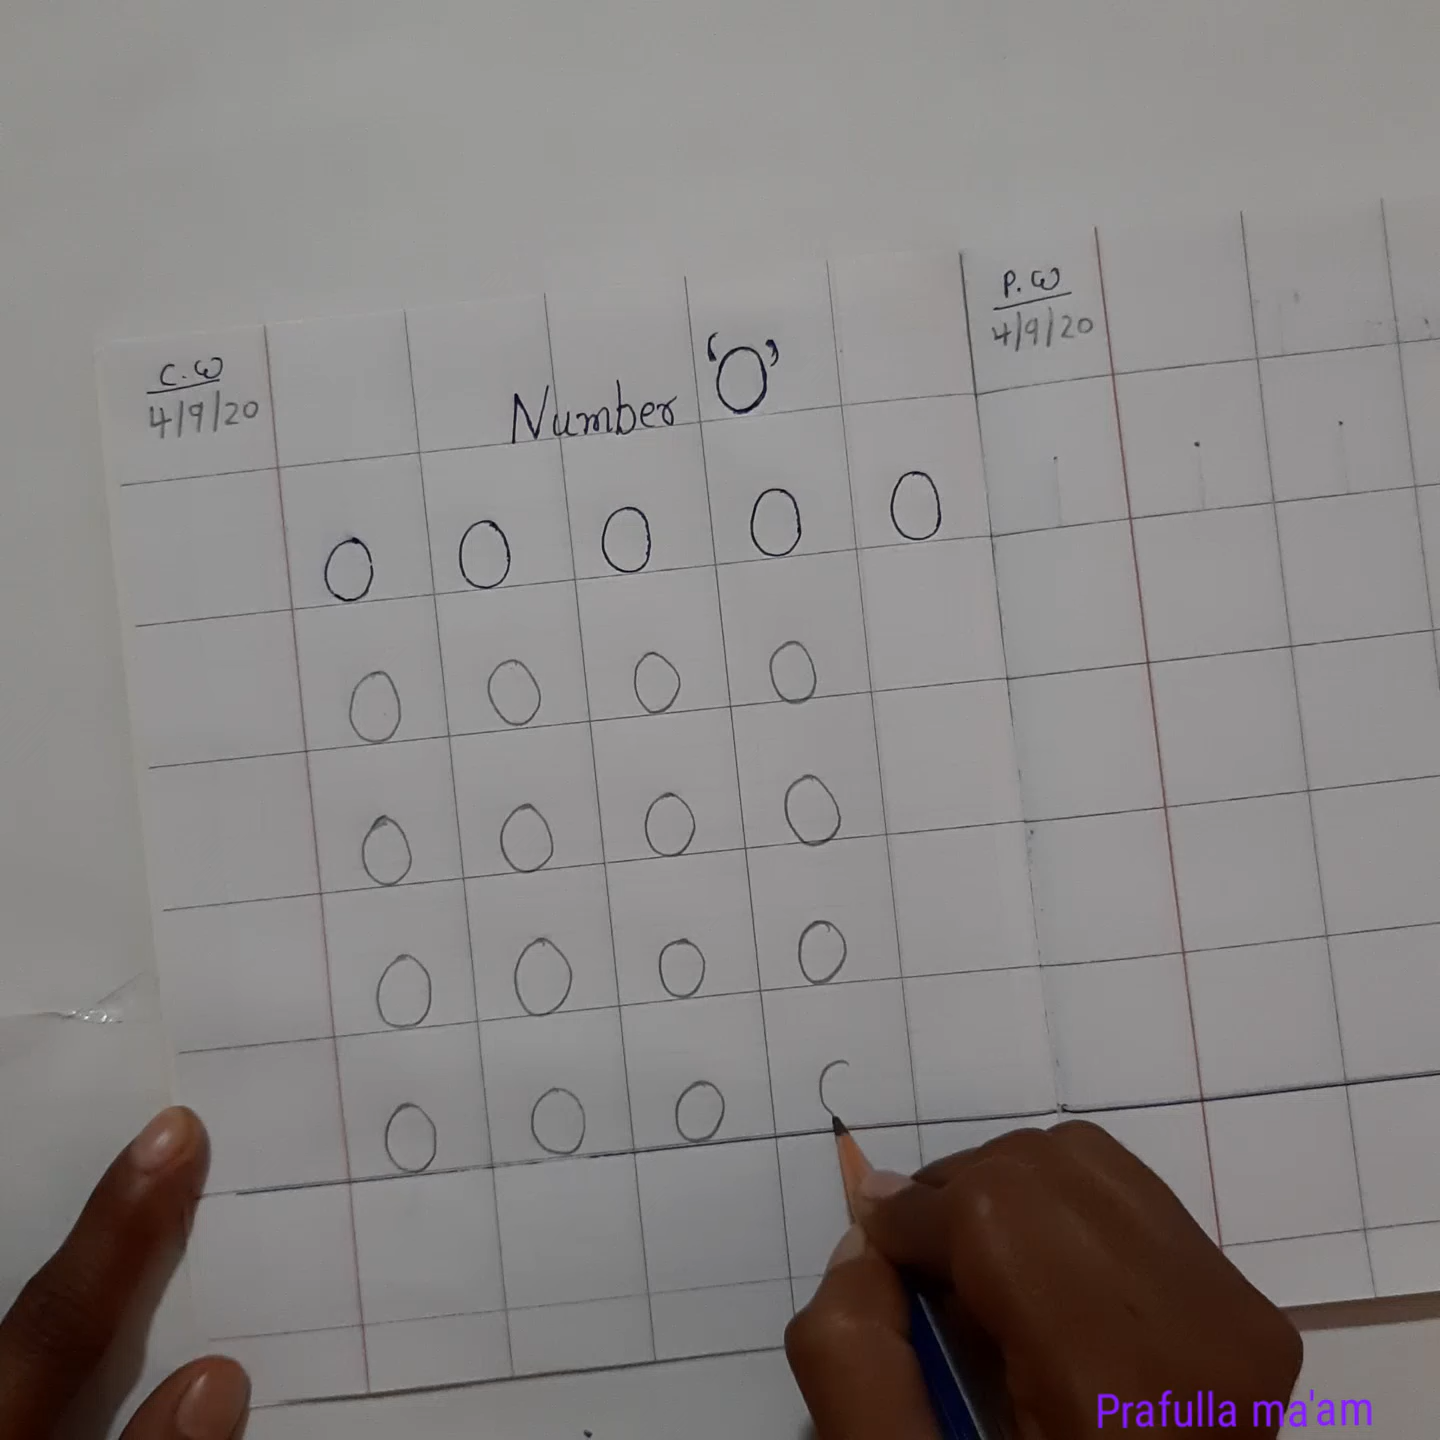 C.W P.W
4/9/20 4/9/20
Number ‘0’
0 0 0 0 0
0 0 0 0
0 0 0 0
0 0 0 0
0 0 0
Prafulla ma'am